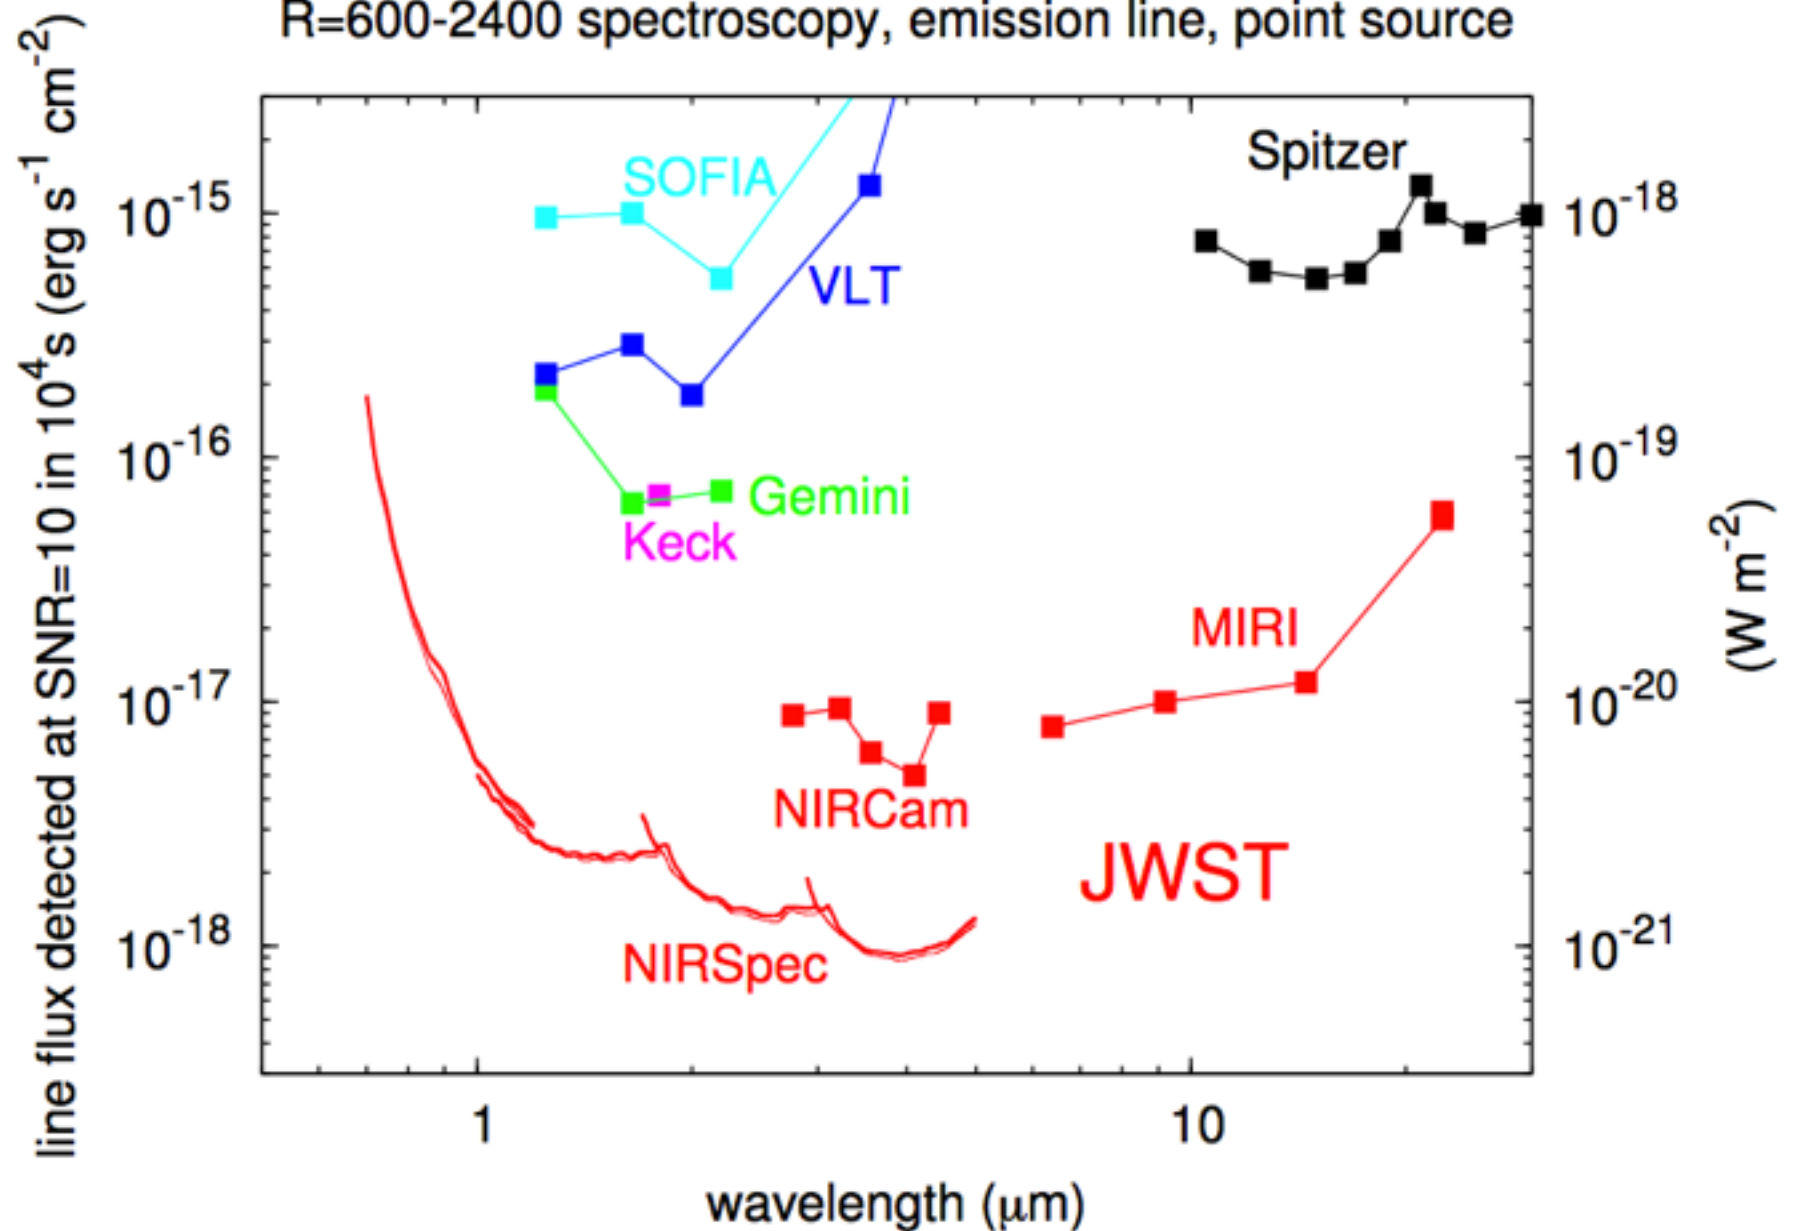 R=600-2400 spectroscopy, emission line, point source
line flux detected at SNR=10 in 10⁴s (erg s⁻¹ cm⁻²)
10⁻¹⁵
10⁻¹⁶
10⁻¹⁷
10⁻¹⁸
SOFIA
VLT
Gemini
Keck
Spitzer
MIRI
NIRCam
JWST
NIRSpec
10⁻¹⁸
10⁻¹⁹
10⁻²⁰
10⁻²¹
(W m⁻²)
1
10
wavelength (μm)